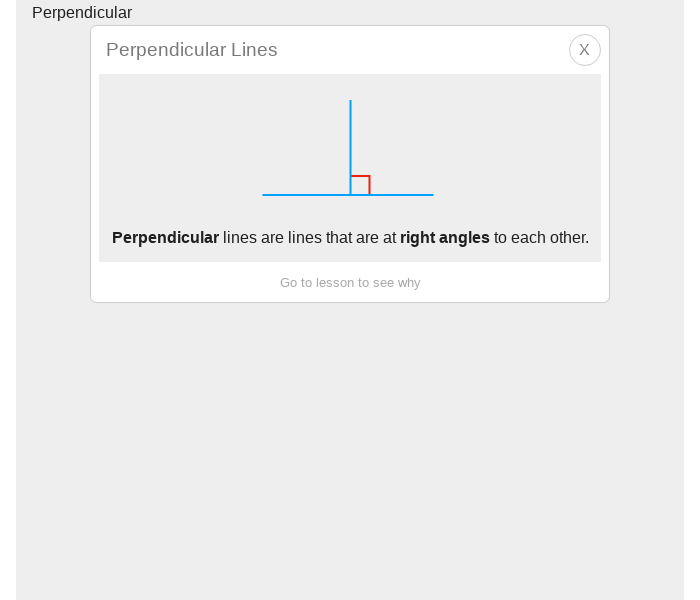 Perpendicular
Perpendicular Lines
X
Perpendicular lines are lines that are at right angles to each other.
Go to lesson to see why